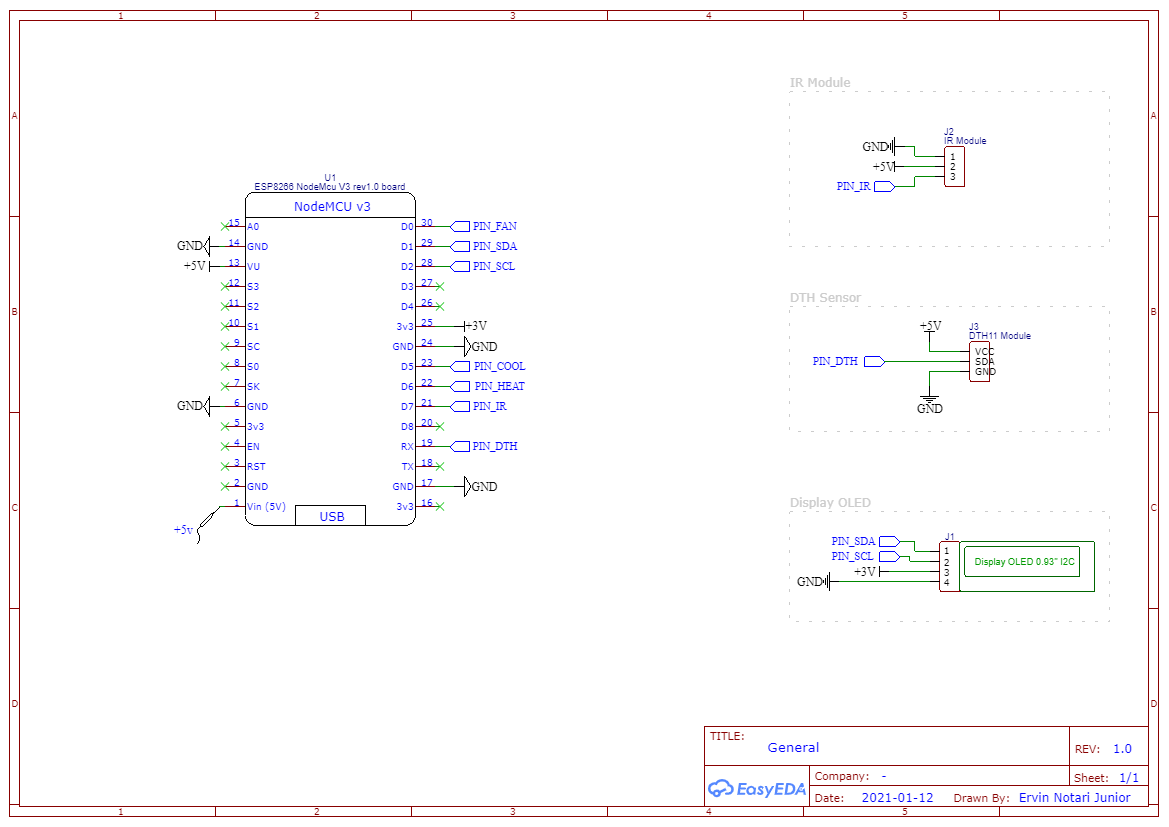 1 2 3 4 5
A A
B B
C C
D D
1 2 3 4 5
U1
ESP8266 NodeMcu V3 rev1.0 board
NodeMCU v3
15 A0 D0 30 PIN_FAN
GND 14 GND D1 29 PIN_SDA
+5V 13 VU D2 28 PIN_SCL
12 S3 D3 27
11 S2 D4 26
10 S1 3v3 25 +3V
9 SC GND 24 GND
8 S0 D5 23 PIN_COOL
7 SK D6 22 PIN_HEAT
GND 6 GND D7 21 PIN_IR
5 3v3 D8 20
4 EN RX 19 PIN_DTH
3 RST TX 18
2 GND GND 17 GND
1 Vin (5V) 3v3 16
+5v
USB
IR Module
J2
IR Module
GND 1
+5V 2
PIN_IR 3
DTH Sensor
+5V
J3
DTH11 Module
VCC
PIN_DTH SDA
GND
GND
Display OLED
J1
PIN_SDA 1
PIN_SCL 2
+3V 3
GND 4
Display OLED 0.93" I2C
TITLE:
General
REV: 1.0
EasyEDA
Company: -
Sheet: 1/1
Date: 2021-01-12 Drawn By: Ervin Notari Junior